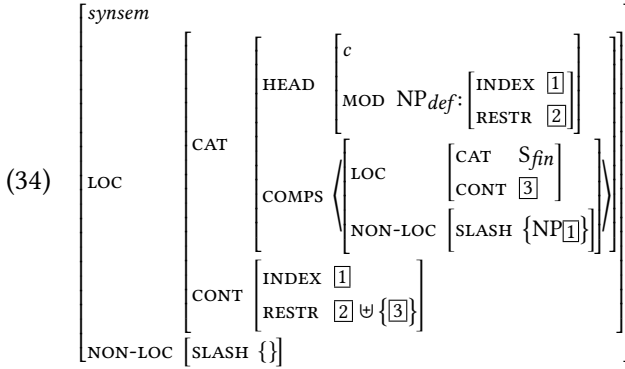 synsem
c
HEAD
MOD NPdef: INDEX 1
RESTR 2
CAT
(34) LOC
LOC CAT Sfin
CONT 3
COMPS ⟨ ⟩
NON-LOC SLASH {NP1}
CONT INDEX 1
RESTR 2 ⊎ {3}
NON-LOC [SLASH {}]